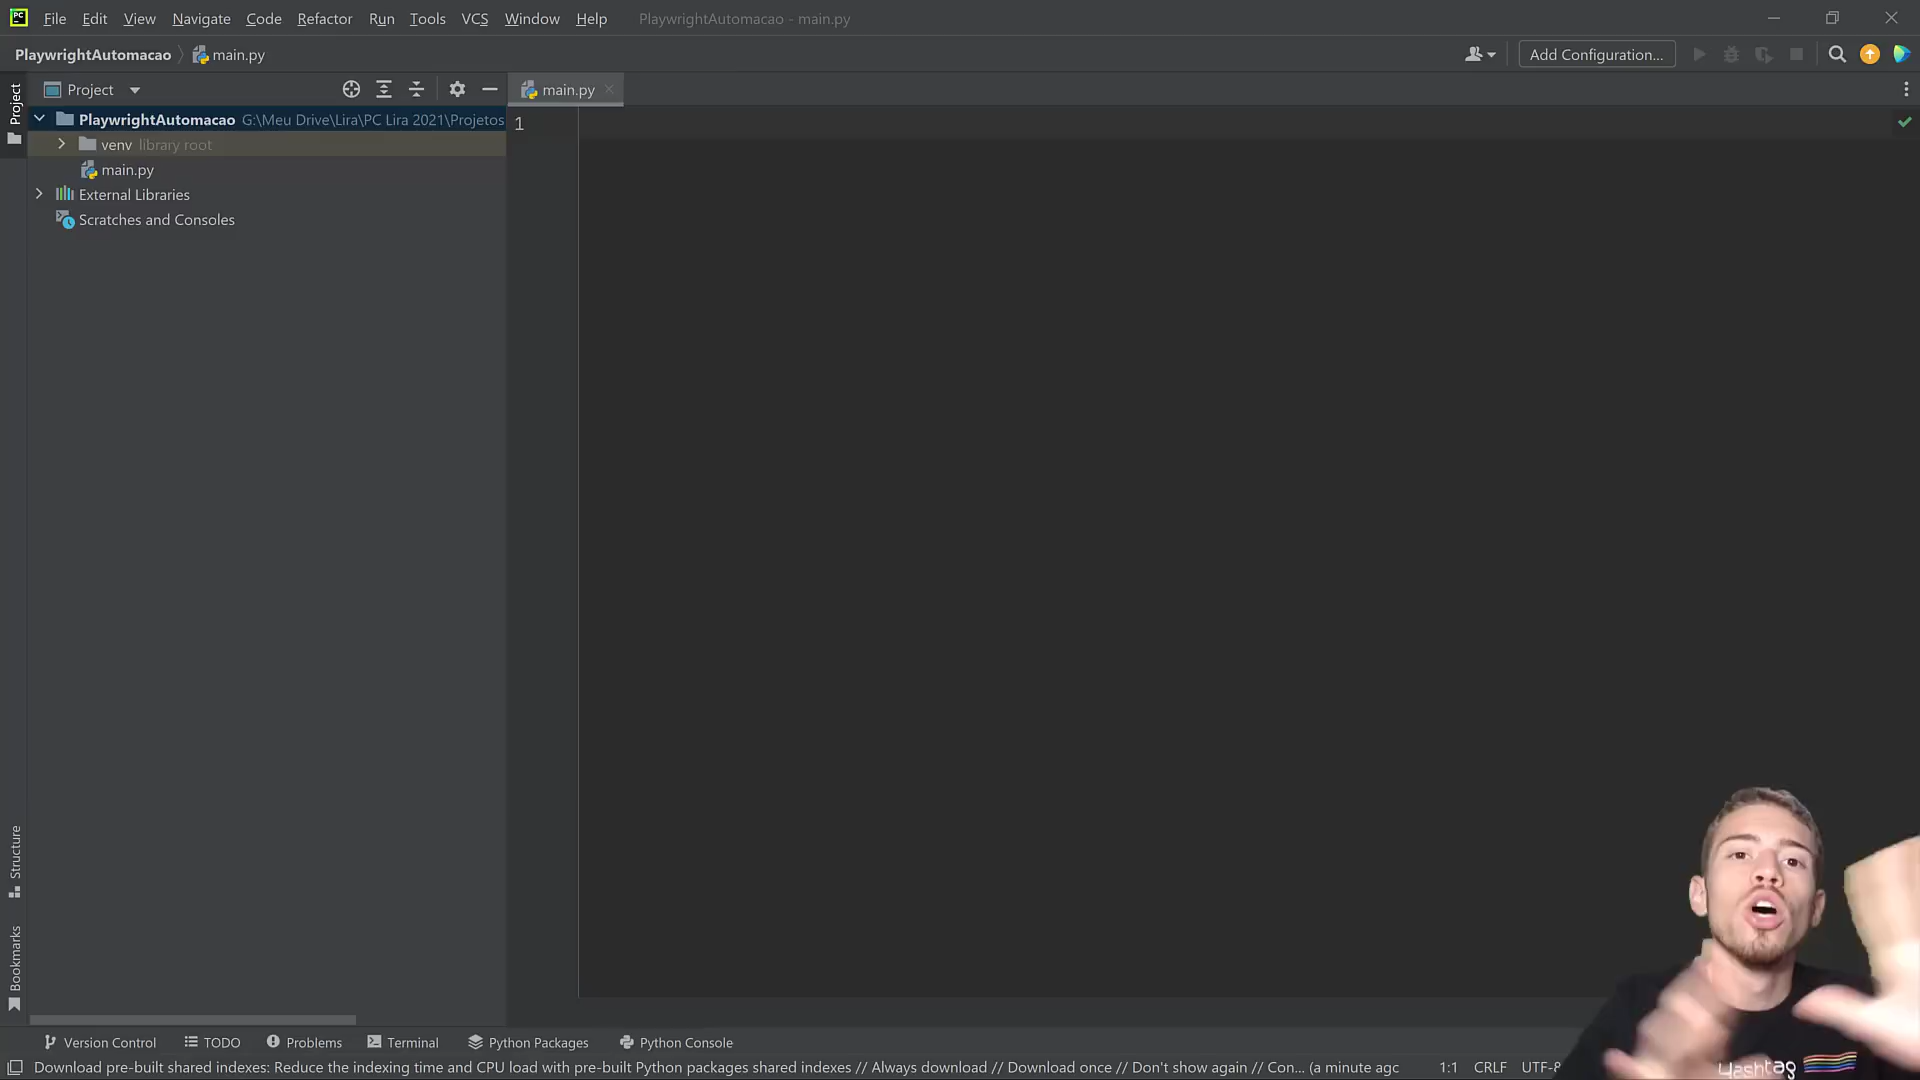 File Edit View Navigate Code Refactor Run Tools VCS Window Help PlaywrightAutomacao - main.py
PlaywrightAutomacao main.py Add Configuration...
Project main.py
Project
PlaywrightAutomacao G:\Meu Drive\Lira\PC Lira 2021\Projetos
1
venv library root
main.py
External Libraries
Scratches and Consoles
Structure
Bookmarks
Version Control TODO Problems Terminal Python Packages Python Console
Download pre-built shared indexes: Reduce the indexing time and CPU load with pre-built Python packages shared indexes // Always download // Download once // Don't show again // Con... (a minute ago 1:1 CRLF UTF-8
Hashtag